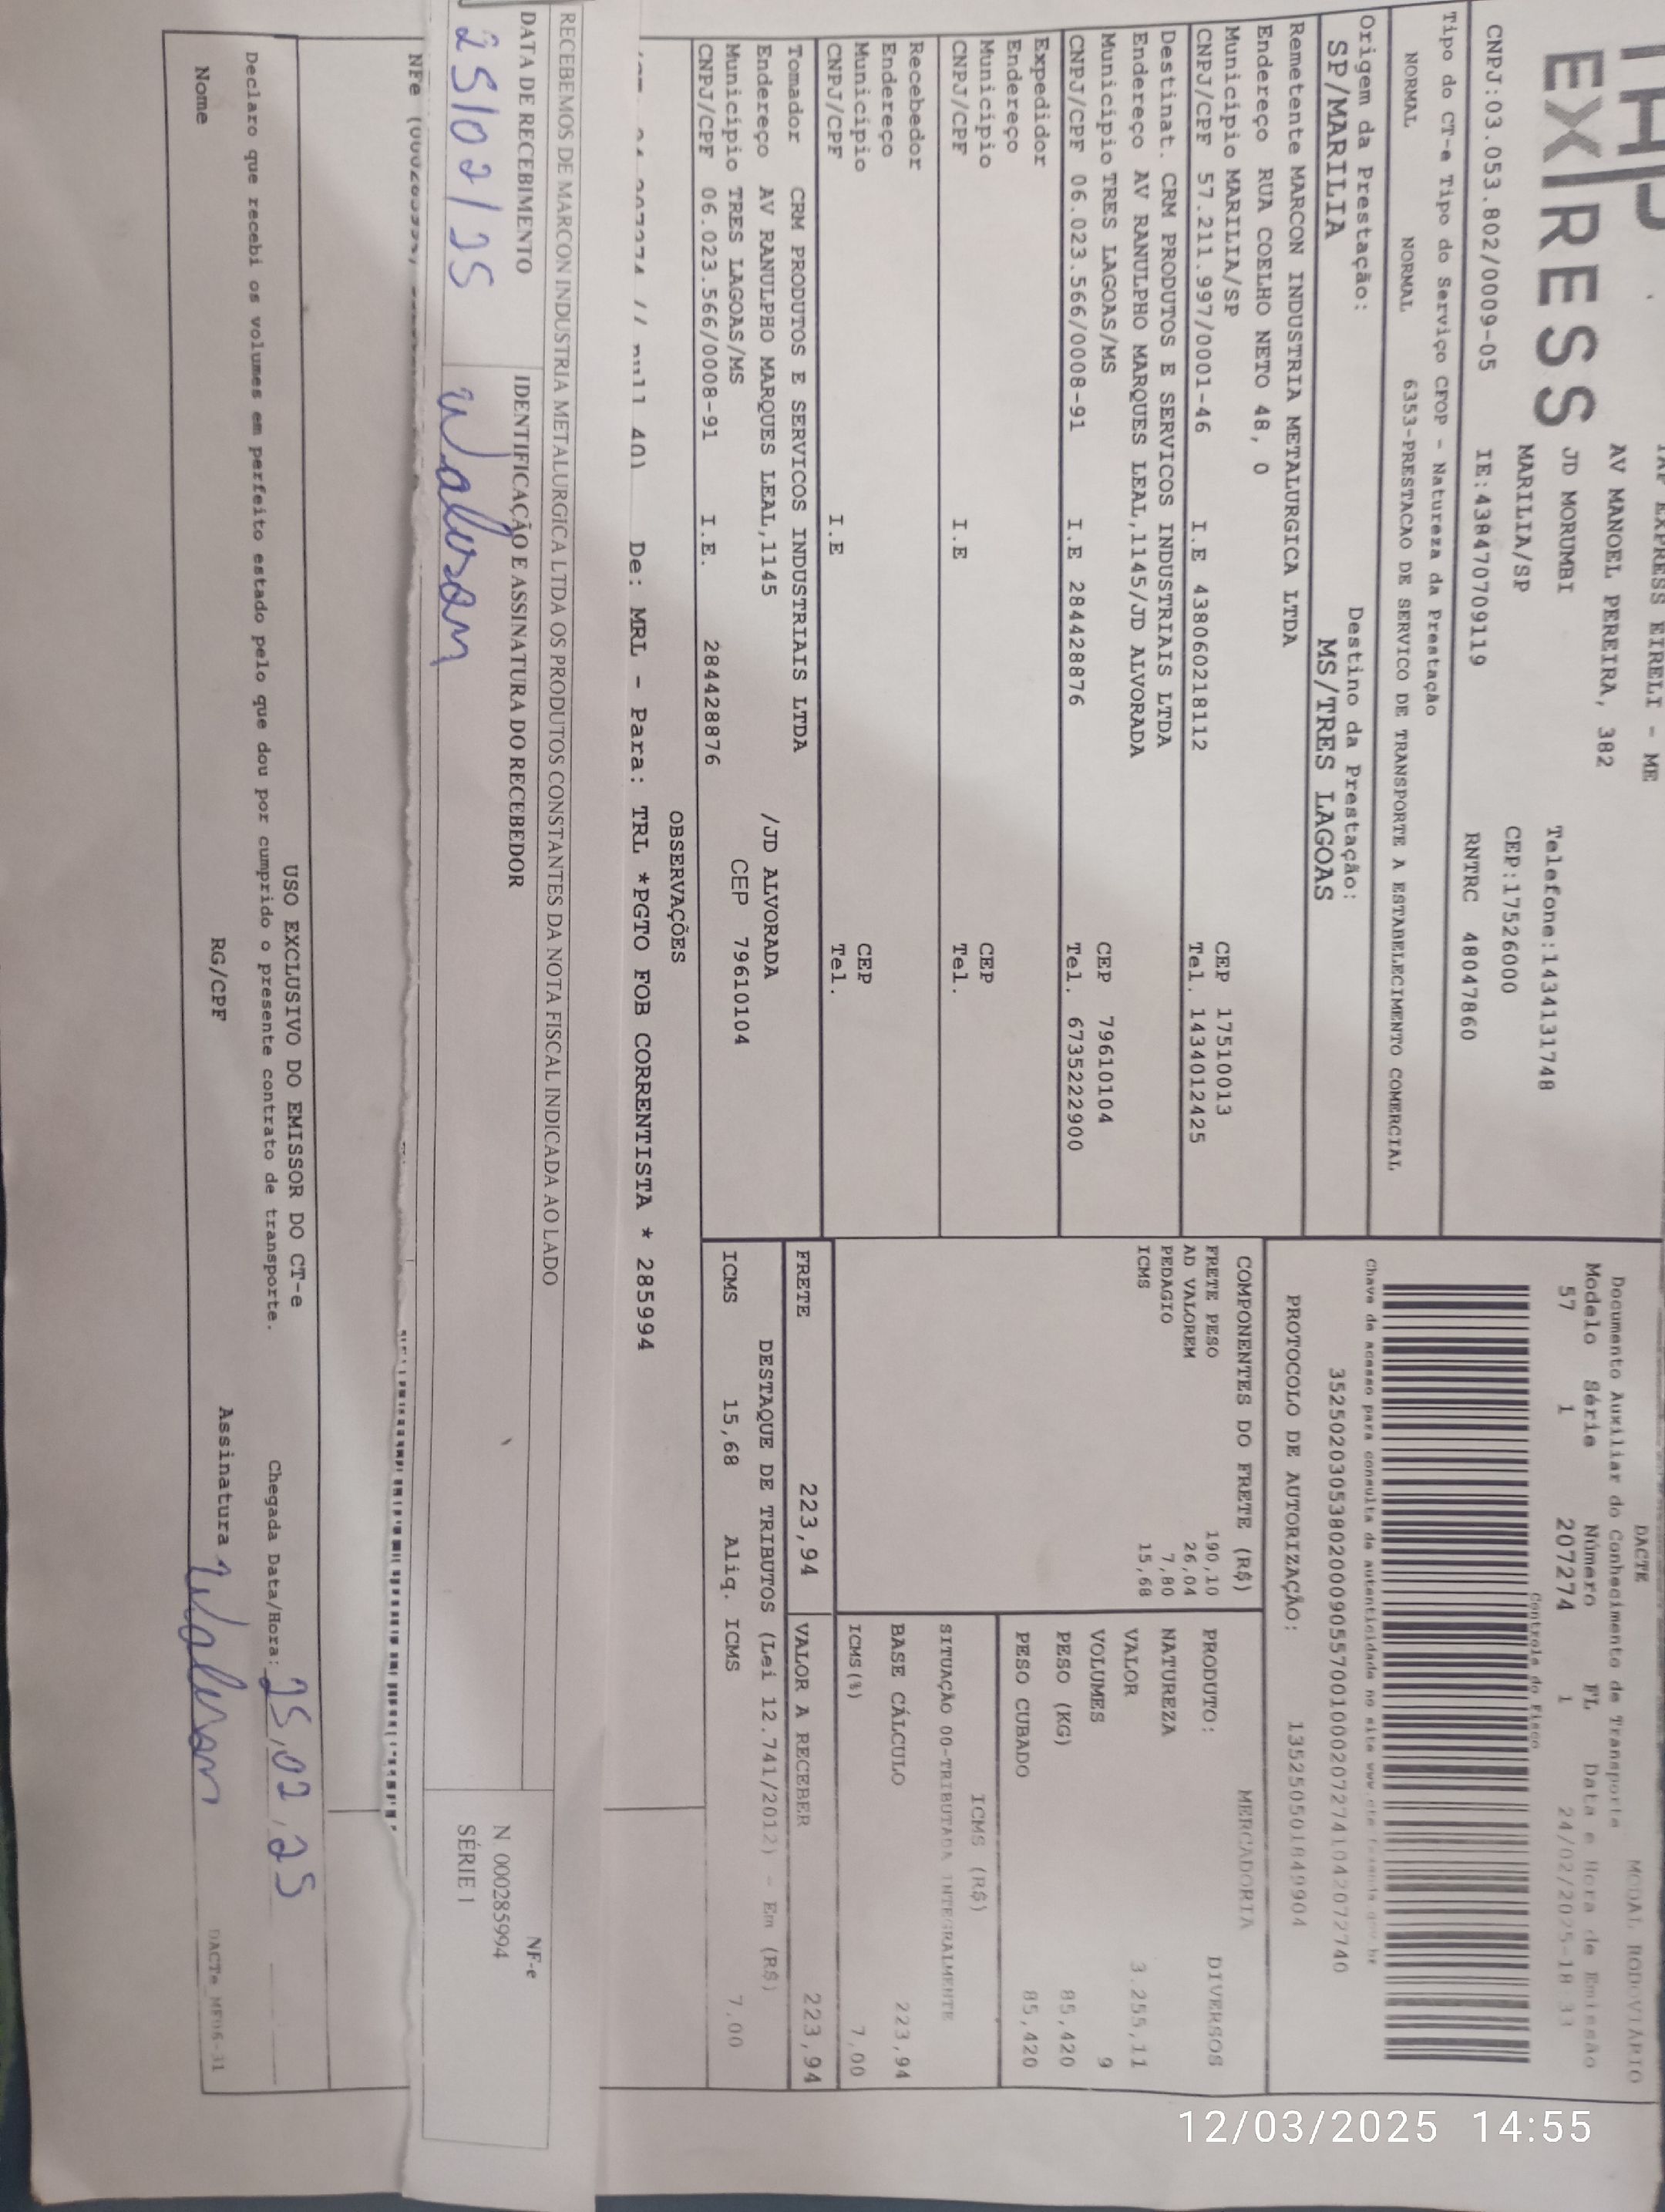 TAP EXPRESS EIRELI - ME
EXPRESS
AV MANOEL PEREIRA, 382
JD MORUMBI
Telefone:1434131748
MARILIA/SP
CEP:17526000
CNPJ:03.053.802/0009-05 IE:438470709119 RNTRC 48047860
Tipo do CT-e Tipo do Serviço CFOP - Natureza da Prestação
NORMAL NORMAL 6353-PRESTACAO DE SERVICO DE TRANSPORTE A ESTABELECIMENTO COMERCIAL
Origem da Prestação: Destino da Prestação:
SP/MARILIA MS/TRES LAGOAS
DACTE MODAL RODOVIÁRIO
Documento Auxiliar do Conhecimento de Transporte
Modelo Série Número FL Data e Hora de Emissão
57 1 207274 1 24/02/2025-18:33
Controle do Fisco
Chave de acesso para consulta de autenticidade no site
35250203053802000905570010002072741042072740
PROTOCOLO DE AUTORIZAÇÃO: 135250501849904
Remetente MARCON INDUSTRIA METALURGICA LTDA
Endereço RUA COELHO NETO 48, 0
Município MARILIA/SP CEP 17510013
CNPJ/CPF 57.211.997/0001-46 I.E 438060218112 Tel. 1434012425
Destinat. CRM PRODUTOS E SERVICOS INDUSTRIAIS LTDA
Endereço AV RANULPHO MARQUES LEAL,1145/JD ALVORADA
Município TRES LAGOAS/MS CEP 79610104
CNPJ/CPF 06.023.566/0008-91 I.E 284428876 Tel. 6735222900
Expedidor
Endereço
Município CEP
CNPJ/CPF I.E Tel.
Recebedor
Endereço
Município CEP
CNPJ/CPF I.E Tel.
Tomador CRM PRODUTOS E SERVICOS INDUSTRIAIS LTDA
Endereço AV RANULPHO MARQUES LEAL,1145 /JD ALVORADA
Município TRES LAGOAS/MS CEP 79610104
CNPJ/CPF 06.023.566/0008-91 I.E. 284428876
COMPONENTES DO FRETE (R$)
FRETE PESO 190,10
AD VALOREM 26,04
PEDAGIO 7,80
ICMS 15,68
MERCADORIA
PRODUTO: DIVERSOS
NATUREZA
VALOR 3.255,11
VOLUMES 9
PESO (KG) 85,420
PESO CUBADO 85,420
ICMS (R$)
SITUAÇÃO 00-TRIBUTADA INTEGRALMENTE
BASE CÁLCULO 223,94
ICMS(%) 7,00
FRETE 223,94 VALOR A RECEBER 223,94
DESTAQUE DE TRIBUTOS (Lei 12.741/2012) - Em (R$)
ICMS 15,68 Aliq. ICMS 7,00
OBSERVAÇÕES
De: MRL - Para: TRL *PGTO FOB CORRENTISTA * 285994
RECEBEMOS DE MARCON INDUSTRIA METALURGICA LTDA OS PRODUTOS CONSTANTES DA NOTA FISCAL INDICADA AO LADO
DATA DE RECEBIMENTO IDENTIFICAÇÃO E ASSINATURA DO RECEBEDOR
25/02/25 Walison
NF-e
N 000285994
SÉRIE 1
NFe
USO EXCLUSIVO DO EMISSOR DO CT-e
Declaro que recebi os volumes em perfeito estado pelo que dou por cumprido o presente contrato de transporte.
Chegada Data/Hora: 25,02,25
Nome RG/CPF Assinatura Walison
DACTe_MF06-31
12/03/2025 14:55